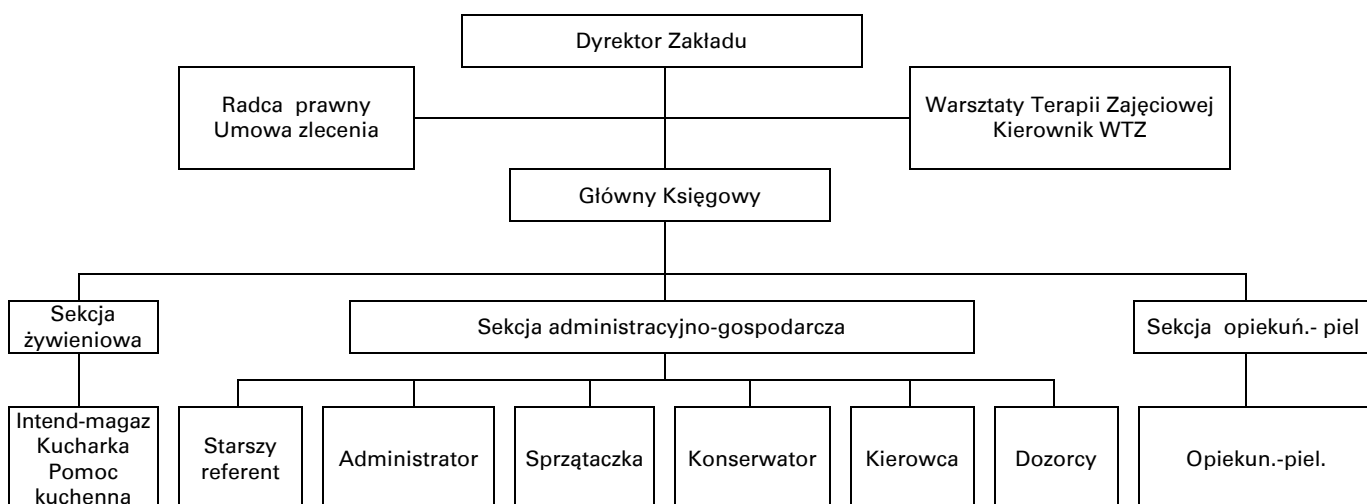 Dyrektor Zakładu
Radca prawny
Umowa zlecenia
Warsztaty Terapii Zajęciowej
Kierownik WTZ
Główny Księgowy
Sekcja
żywieniowa
Sekcja administracyjno-gospodarcza
Sekcja opiekuń.- piel
Intend-magaz
Kucharka
Pomoc
kuchenna
Starszy
referent
Administrator
Sprzątaczka
Konserwator
Kierowca
Dozorcy
Opiekun.-piel.